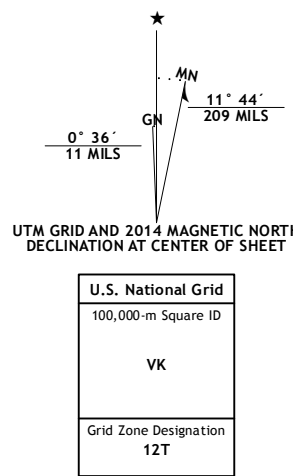 ★
MN
GN
11° 44´
209 MILS
0° 36´
11 MILS
UTM GRID AND 2014 MAGNETIC NORTH
DECLINATION AT CENTER OF SHEET
U.S. National Grid
100,000-m Square ID
VK
Grid Zone Designation
12T